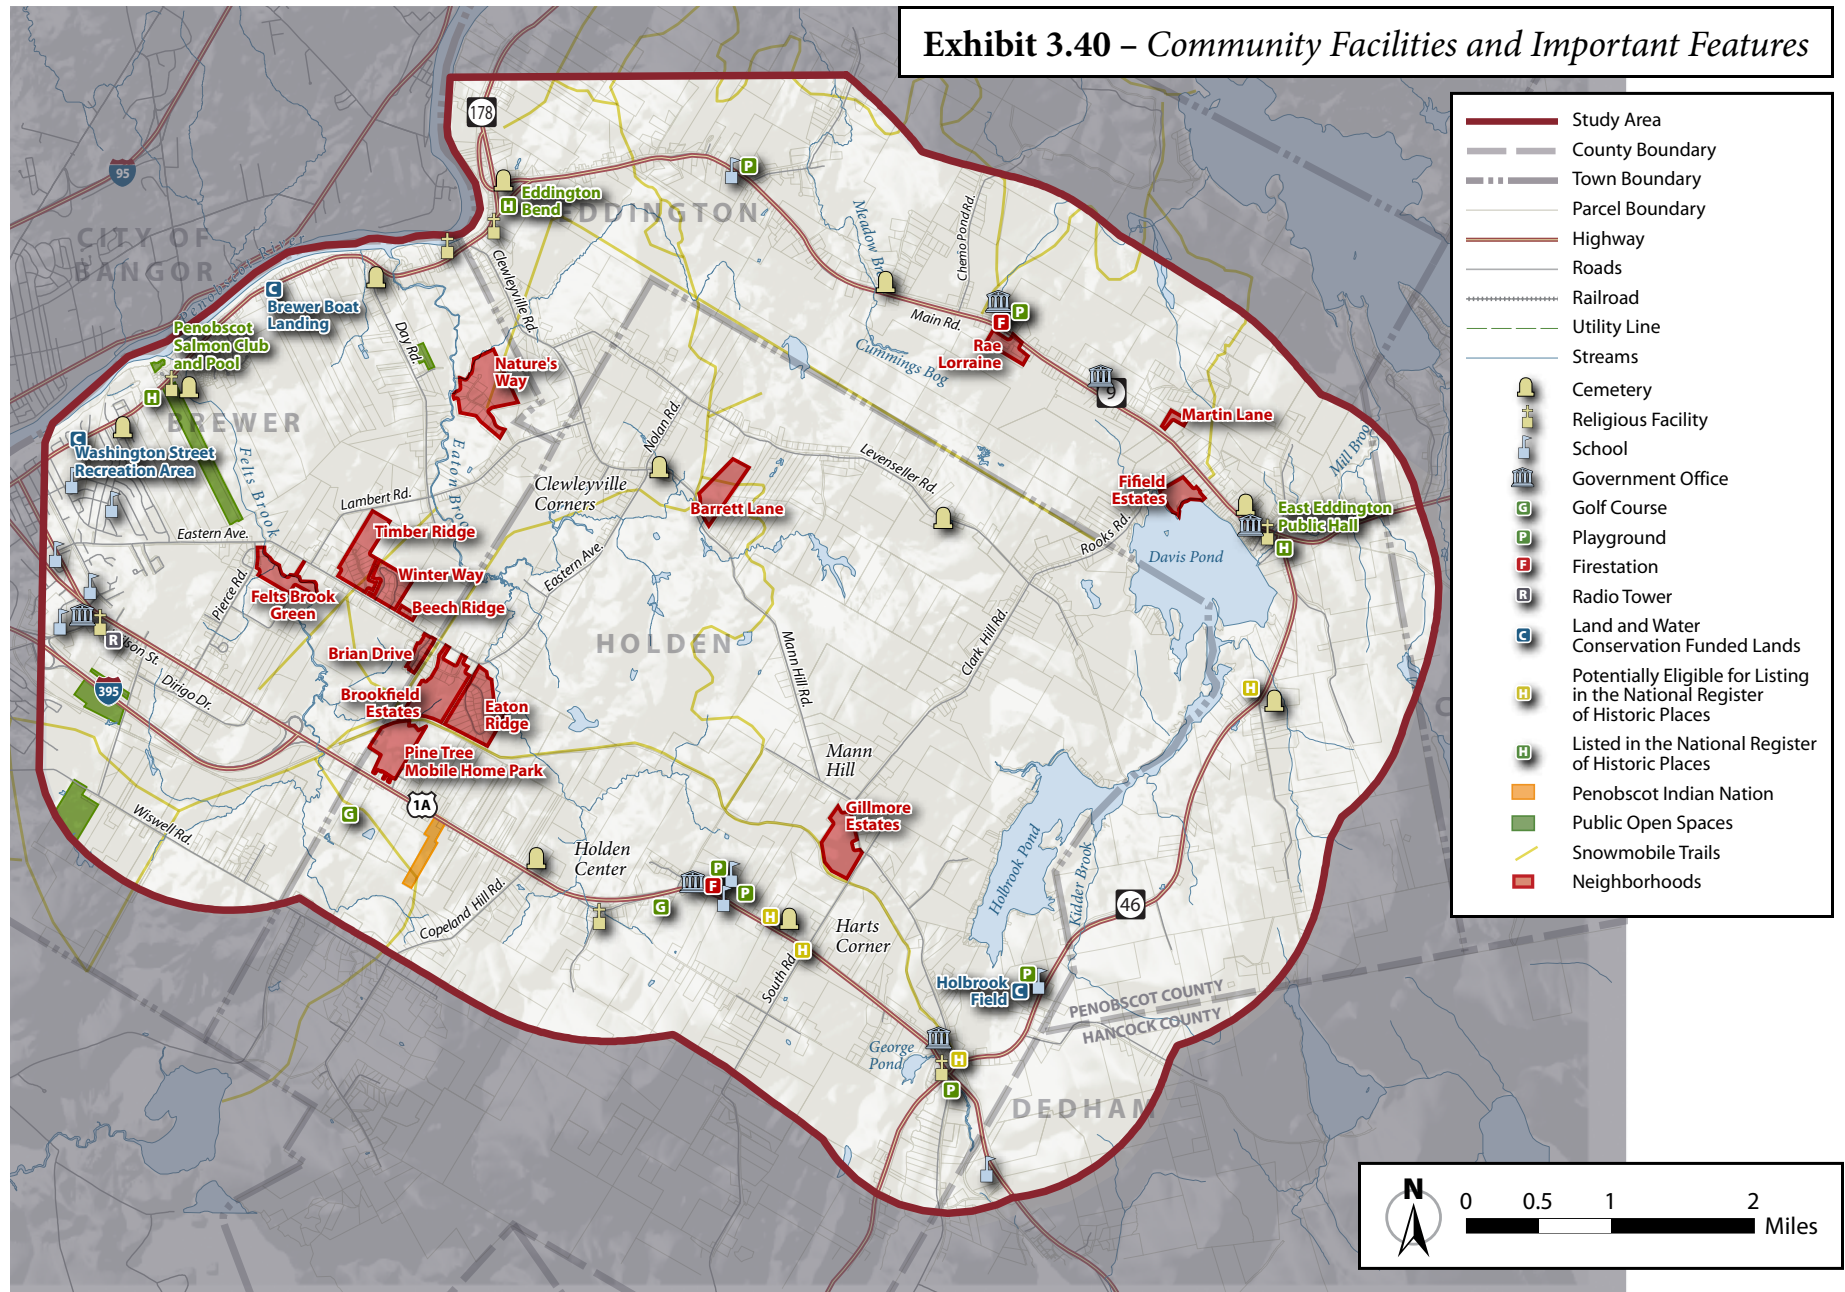 Exhibit 3.40 – Community Facilities and Important Features
Study Area
County Boundary
Town Boundary
Parcel Boundary
Highway
Roads
Railroad
Utility Line
Streams
Cemetery
Religious Facility
School
Government Office
G Golf Course
P Playground
F Firestation
R Radio Tower
C Land and Water
Conservation Funded Lands
H Potentially Eligible for Listing
in the National Register
of Historic Places
H Listed in the National Register
of Historic Places
Penobscot Indian Nation
Public Open Spaces
Snowmobile Trails
Neighborhoods
178
95
P
Eddington
Bend
H
EDDINGTON
CITY OF
BANGOR
Penobscot River
C
Brewer Boat
Landing
Clewleyville Rd.
Meadow Br
Chemo Pond Rd.
P
F
Main Rd.
Rae
Lorraine
Cummings Bog
9
Penobscot
Salmon Club
and Pool
H
Day Rd.
Nature's
Way
BREWER
Martin Lane
C
Washington Street
Recreation Area
Felts Brook
Eaton Brook
Nolan Rd.
Levenseller Rd.
Mill Broo
Clewleyville
Corners
Lambert Rd.
Barrett Lane
Fifield
Estates
East Eddington
Public Hall
H
Eastern Ave.
Timber Ridge
Rooks Rd.
Davis Pond
Winter Way
Eastern Ave.
Pierce Rd.
Felts Brook
Green
Beech Ridge
R
lson St.
Brian Drive
HOLDEN
Mann Hill Rd.
Clark Hill Rd.
395
Dirigo Dr.
Brookfield
Estates
Eaton
Ridge
H
Pine Tree
Mobile Home Park
Mann
Hill
1A
G
Wiswell Rd.
Gillmore
Estates
Holden
Center
Holbrook Pond
Kidder Brook
P
F
P
G
Copeland Hill Rd.
H
H
46
Harts
Corner
South Rd
Holbrook
Field
P
C
PENOBSCOT COUNTY
HANCOCK COUNTY
George
Pond
H
P
DEDHAM
N
0 0.5 1 2
Miles